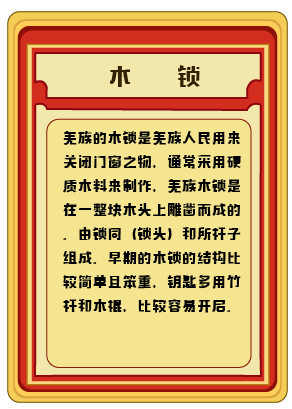 木 锁
羌族的木锁是羌族人民用来
关闭门窗之物，通常采用硬
质木料来制作，羌族木锁是
在一整块木头上雕凿而成的
。由锁同（锁头）和所扦子
组成。早期的木锁的结构比
较简单且笨重，钥匙多用竹
扦和木棍，比较容易开启。